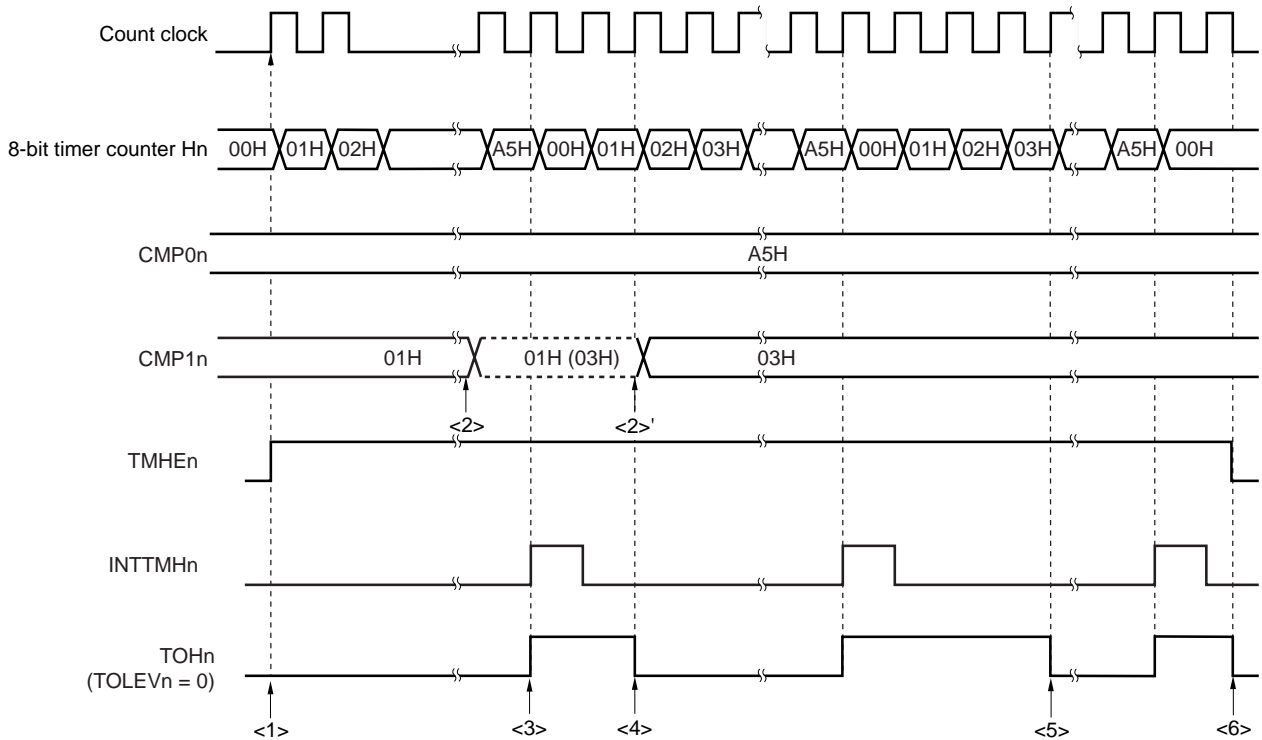 Count clock
8-bit timer counter Hn
00H 01H 02H A5H 00H 01H 02H 03H A5H 00H 01H 02H 03H A5H 00H
CMP0n
A5H
CMP1n
01H 01H (03H) 03H
<2> <2>'
TMHEn
INTTMHn
TOHn
(TOLEVn = 0)
<1> <3> <4> <5> <6>